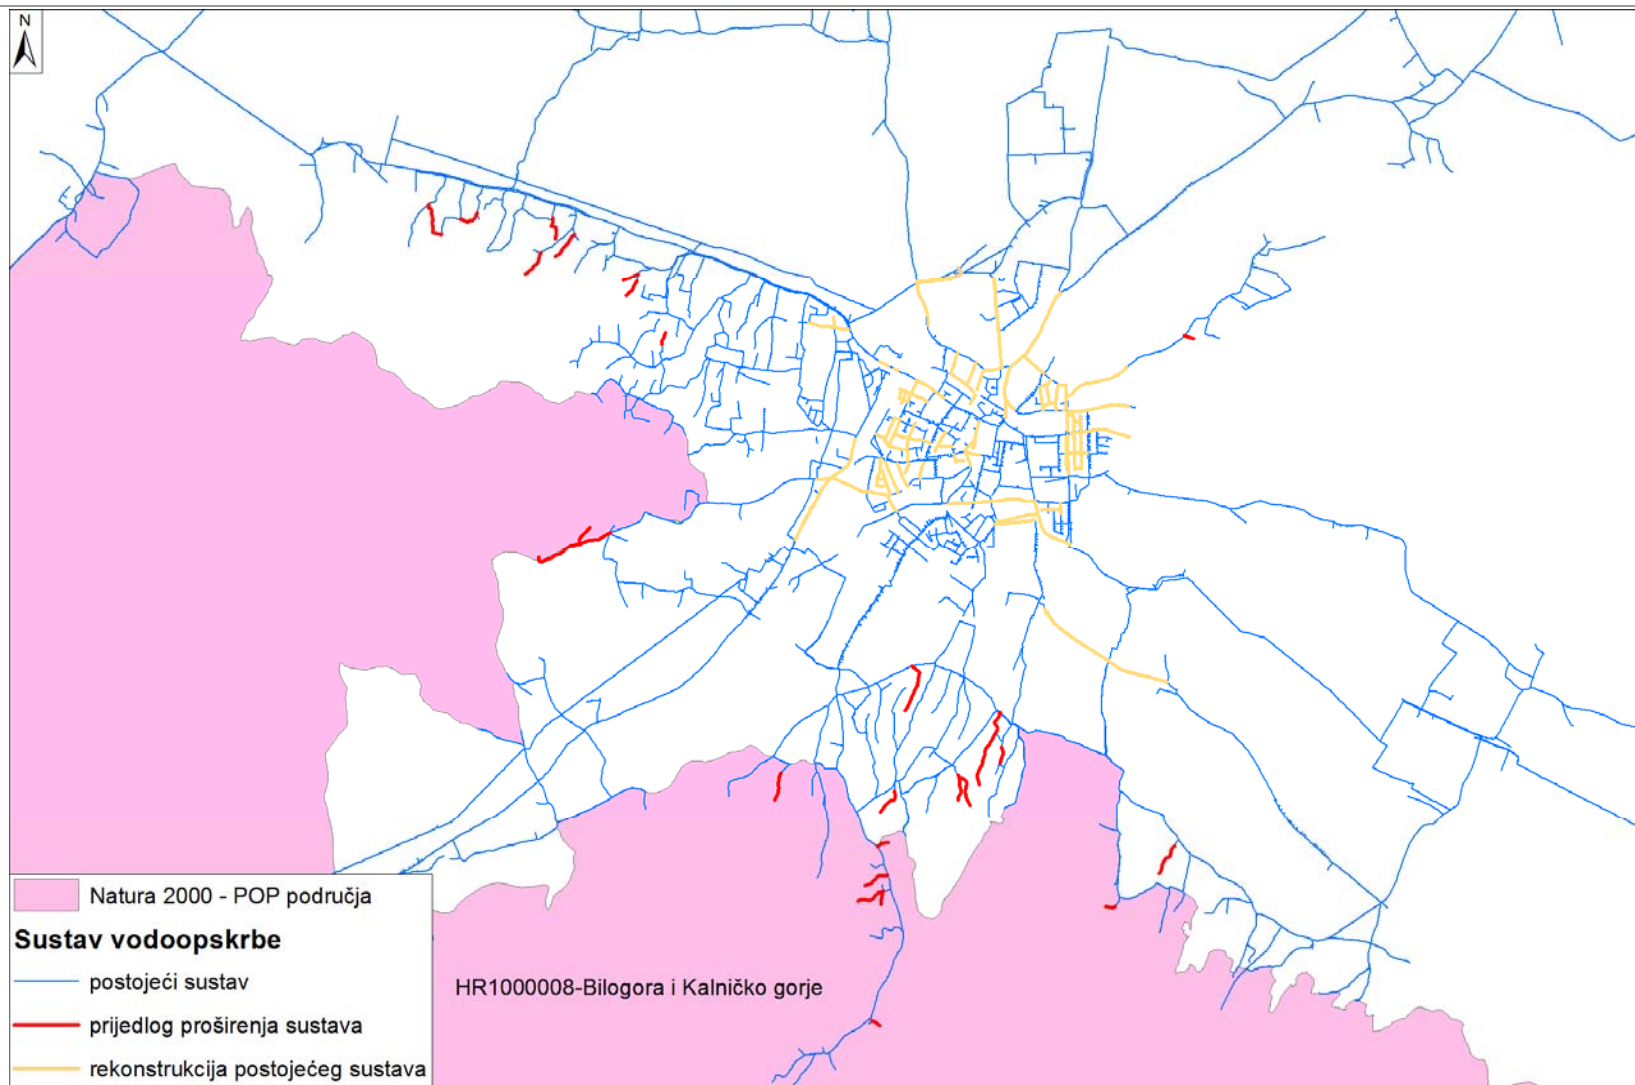 N
Natura 2000 - POP područja
Sustav vodoopskrbe
postojeći sustav
prijedlog proširenja sustava
rekonstrukcija postojećeg sustava
HR1000008-Bilogora i Kalničko gorje